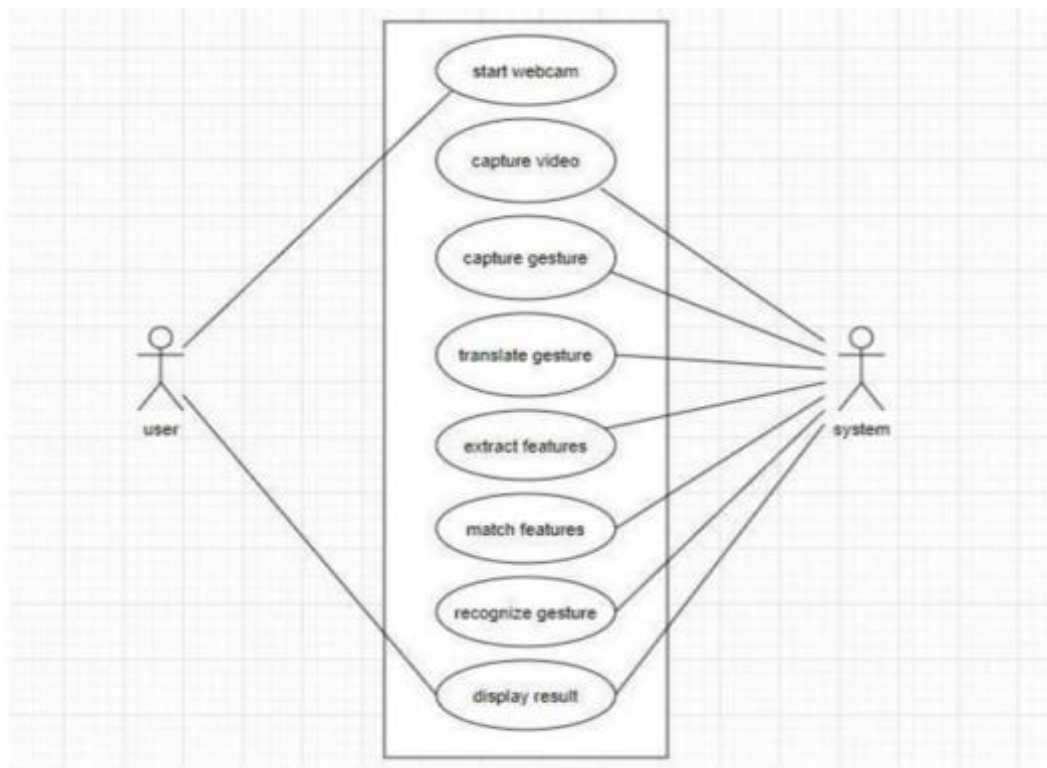 start webcam
capture video
capture gesture
translate gesture
user
system
extract features
match features
recognize gesture
display result